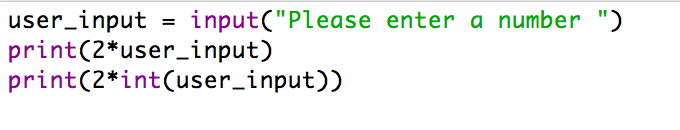 user_input = input("Please enter a number ")
print(2*user_input)
print(2*int(user_input))